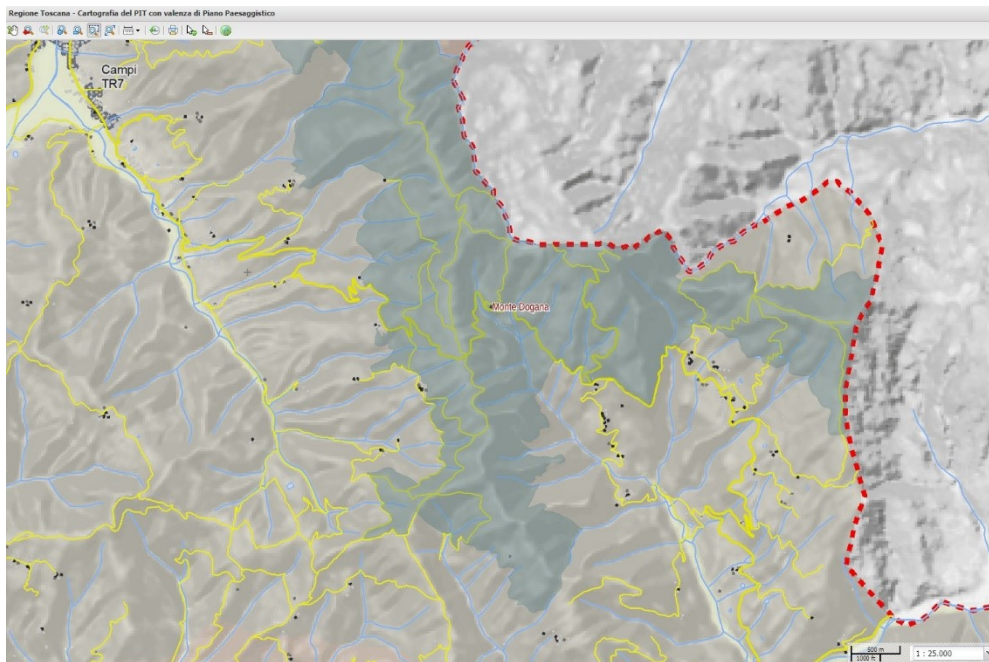 Regione Toscana - Cartografia del PIT con valenza di Piano Paesaggistico
Campi
TR7
Monte Dogana
500 m
1000 ft
1 : 25.000